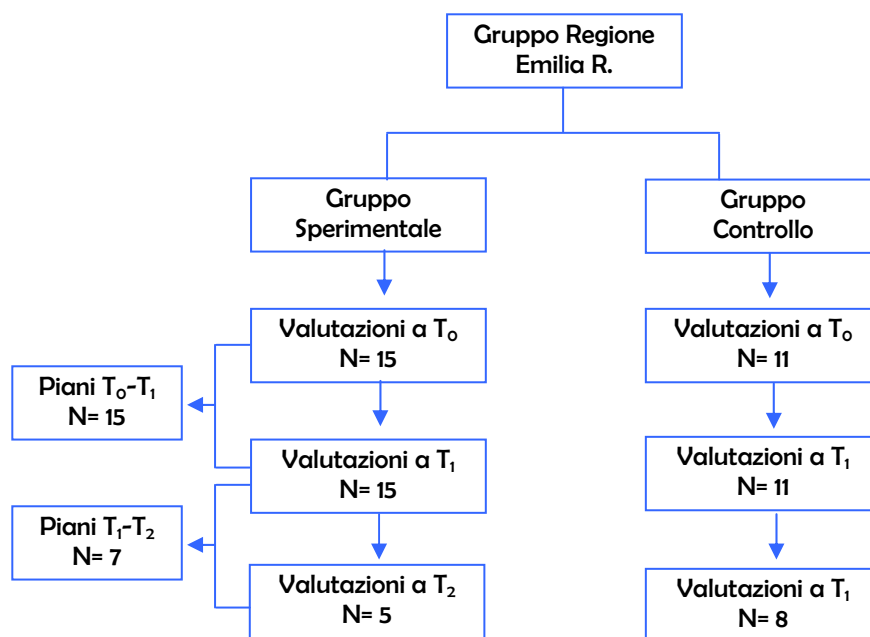 Gruppo Regione
Emilia R.
Gruppo
Sperimentale
Gruppo
Controllo
Valutazioni a T₀
N= 15
Valutazioni a T₀
N= 11
Piani T₀-T₁
N= 15
Valutazioni a T₁
N= 15
Valutazioni a T₁
N= 11
Piani T₁-T₂
N= 7
Valutazioni a T₂
N= 5
Valutazioni a T₁
N= 8